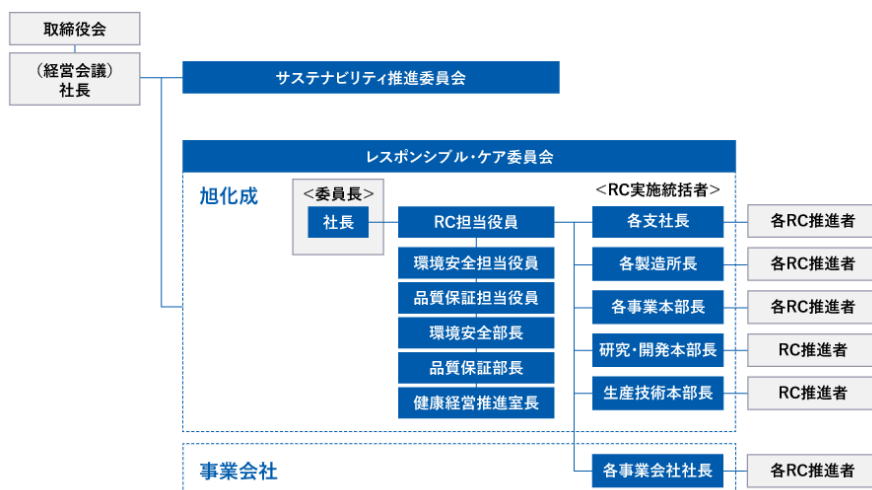 取締役会
（経営会議）
社長
サステナビリティ推進委員会
レスポンシブル・ケア委員会
旭化成
＜委員長＞
社長
RC担当役員
環境安全担当役員
品質保証担当役員
環境安全部長
品質保証部長
健康経営推進室長
＜RC実施統括者＞
各支社長
各RC推進者
各製造所長
各RC推進者
各事業本部長
各RC推進者
研究・開発本部長
RC推進者
生産技術本部長
RC推進者
事業会社
各事業会社社長
各RC推進者